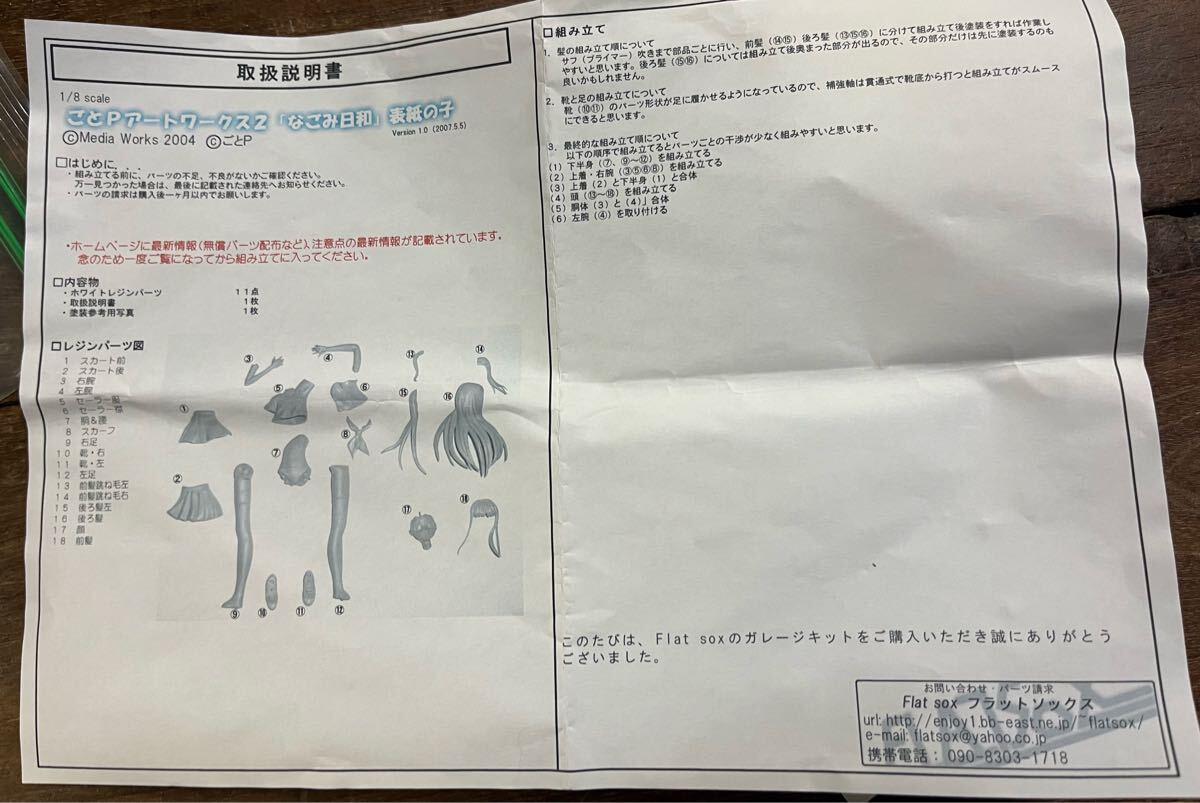 取扱説明書
1/8 scale
ごとPアートワークス2「なごみ日和」表紙の子
ⒸMedia Works 2004 ⒸごとP
Version 1.0 (2007.5.5)
□はじめに...
・組み立てる前に、パーツの不足、不良がないかご確認ください。
万一見つかった場合は、最後に記載された連絡先へお知らせください。
・パーツの請求は購入後一ヶ月以内でお願いします。
・ホームページに最新情報(無償パーツ配布など)、注意点の最新情報が記載されています。
念のため一度ご覧になってから組み立てに入ってください。
□内容物
・ホワイトレジンパーツ 11点
・取扱説明書 1枚
・塗装参考用写真 1枚
□レジンパーツ図
1 スカート前
2 スカート後
3 右腕
4 左腕
5 セーラー服
6 セーラー襟
7 胴&腰
8 スカーフ
9 右足
10 靴・右
11 靴・左
12 左足
13 前髪跳ね毛左
14 前髪跳ね毛右
15 後ろ髪左
16 後ろ髪
17 顔
18 前髪
③ ④ ⑬ ⑭
① ⑤ ⑥ ⑮ ⑯
⑧
② ⑦
⑰ ⑱
⑨ ⑩ ⑪ ⑫
□組み立て
1. 髪の組み立て順について
サフ(プライマー)吹きまで部品ごとに行い、前髪(⑭⑮)後ろ髪(⑬⑮⑯)に分けて組み立て後塗装をすれば作業し
やすいと思います。後ろ髪(⑮⑯)については組み立て後奥まった部分が出るので、その部分だけは先に塗装するのも
良いかもしれません。
2. 靴と足の組み立てについて
靴(⑩⑪)のパーツ形状が足に履かせるようになっているので、補強軸は貫通式で靴底から打つと組み立てがスムース
にできると思います。
3. 最終的な組み立て順について
以下の順序で組み立てるとパーツごとの干渉が少なく組みやすいと思います。
(1) 下半身(⑦、⑨～⑫)を組み立てる
(2) 上着・右腕(③⑤⑥⑧)を組み立てる
(3) 上着(2)と下半身(1)と合体
(4) 頭(⑬～⑱)を組み立てる
(5) 胴体(3)と(4)」合体
(6) 左腕(④)を取り付ける
このたびは、Flat soxのガレージキットをご購入いただき誠にありがとう
ございました。
お問い合わせ・パーツ請求
Flat sox フラットソックス
url: http://enjoy1.bb-east.ne.jp/~flatsox/
e-mail: flatsox@yahoo.co.jp
携帯電話: 090-8303-1718